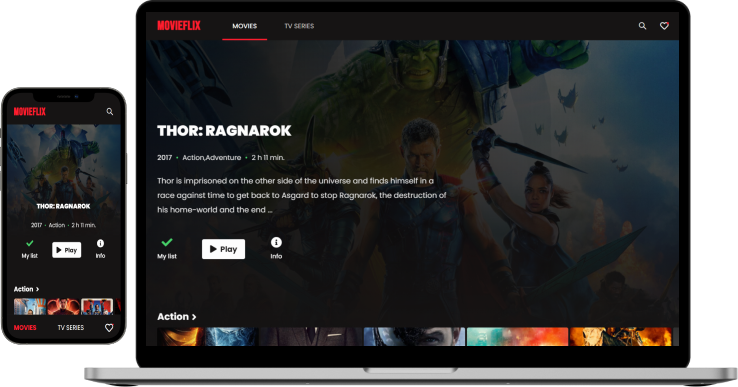 MOVIEFLIX
MOVIES
TV SERIES
THOR: RAGNAROK
2017 • Action,Adventure • 2 h 11 min.
Thor is imprisoned on the other side of the universe and finds himself in a
race against time to get back to Asgard to stop Ragnarok, the destruction of
his home-world and the end ...
My list
Play
Info
Action >
MOVIEFLIX
THOR: RAGNAROK
2017 • Action • 2 h 11 min.
My list
Play
Info
Action >
MOVIES
TV SERIES